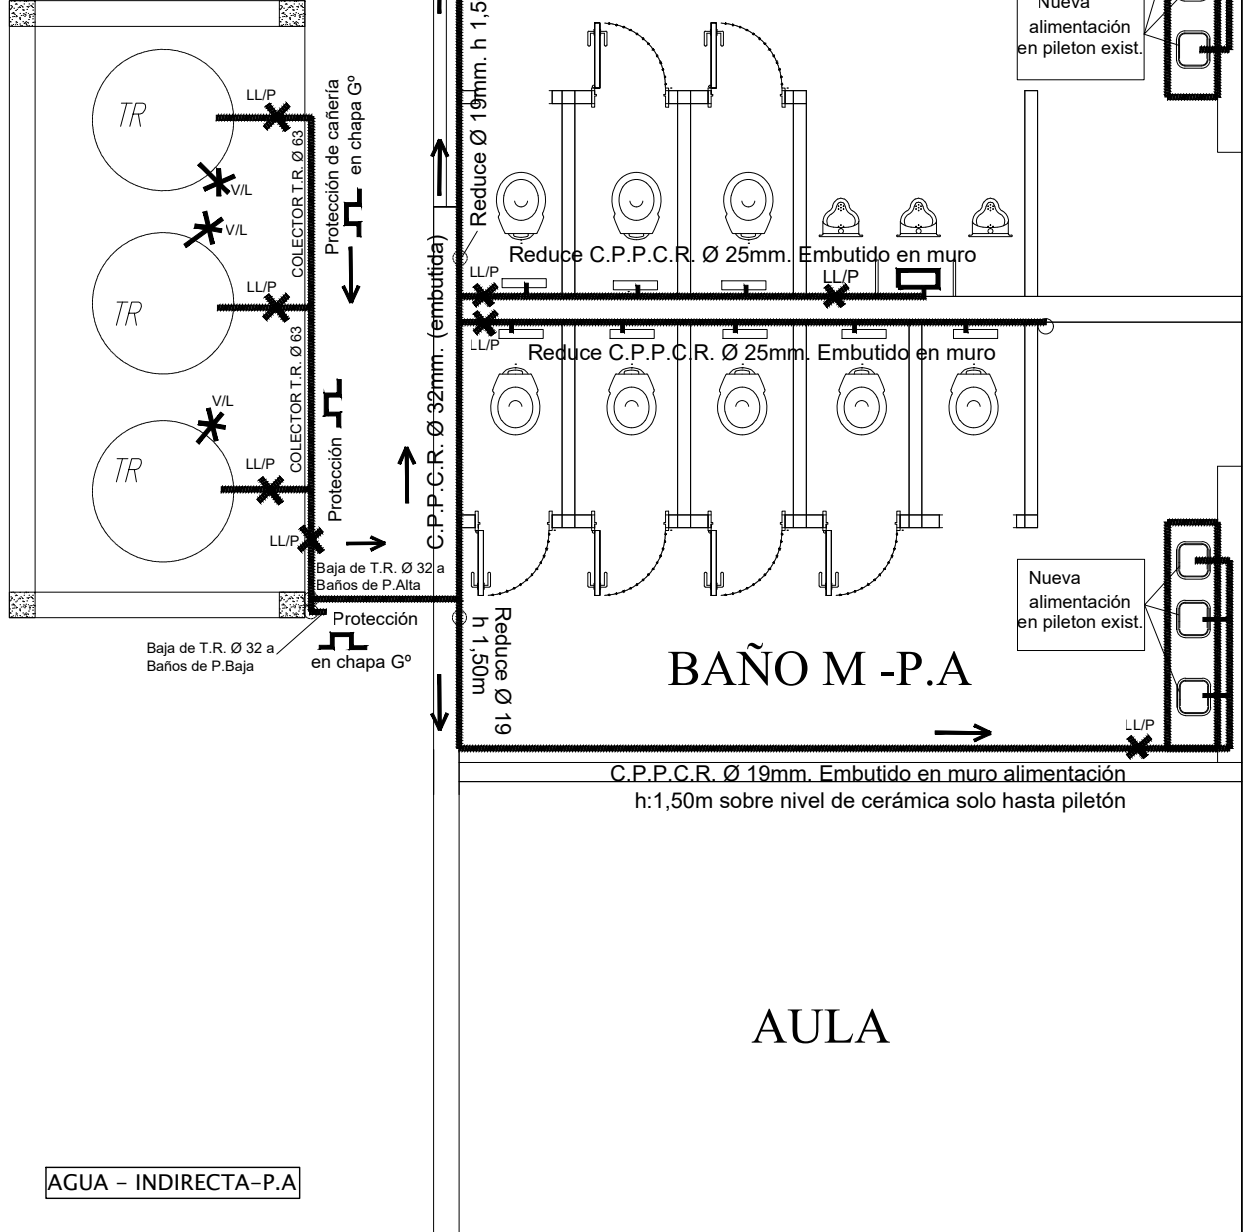 Nueva
alimentación
en pileton exist.
TR
LL/P
V/L
COLECTOR T.R. Ø 63
Protección de cañería
en chapa Gº
Reduce Ø 19mm. h 1,5
TR
V/L
LL/P
COLECTOR T.R. Ø 63
C.P.P.C.R. Ø 32mm. (embutida)
Reduce C.P.P.C.R. Ø 25mm. Embutido en muro
LL/P
LL/P
LL/P
Reduce C.P.P.C.R. Ø 25mm. Embutido en muro
TR
V/L
LL/P
Protección
LL/P
Baja de T.R. Ø 32 a
Baños de P.Alta
Protección
en chapa Gº
Baja de T.R. Ø 32 a
Baños de P.Baja
Reduce Ø 19
h 1,50m
Nueva
alimentación
en pileton exist.
BAÑO M -P.A
LL/P
C.P.P.C.R. Ø 19mm. Embutido en muro alimentación
h:1,50m sobre nivel de cerámica solo hasta piletón
AULA
AGUA - INDIRECTA-P.A